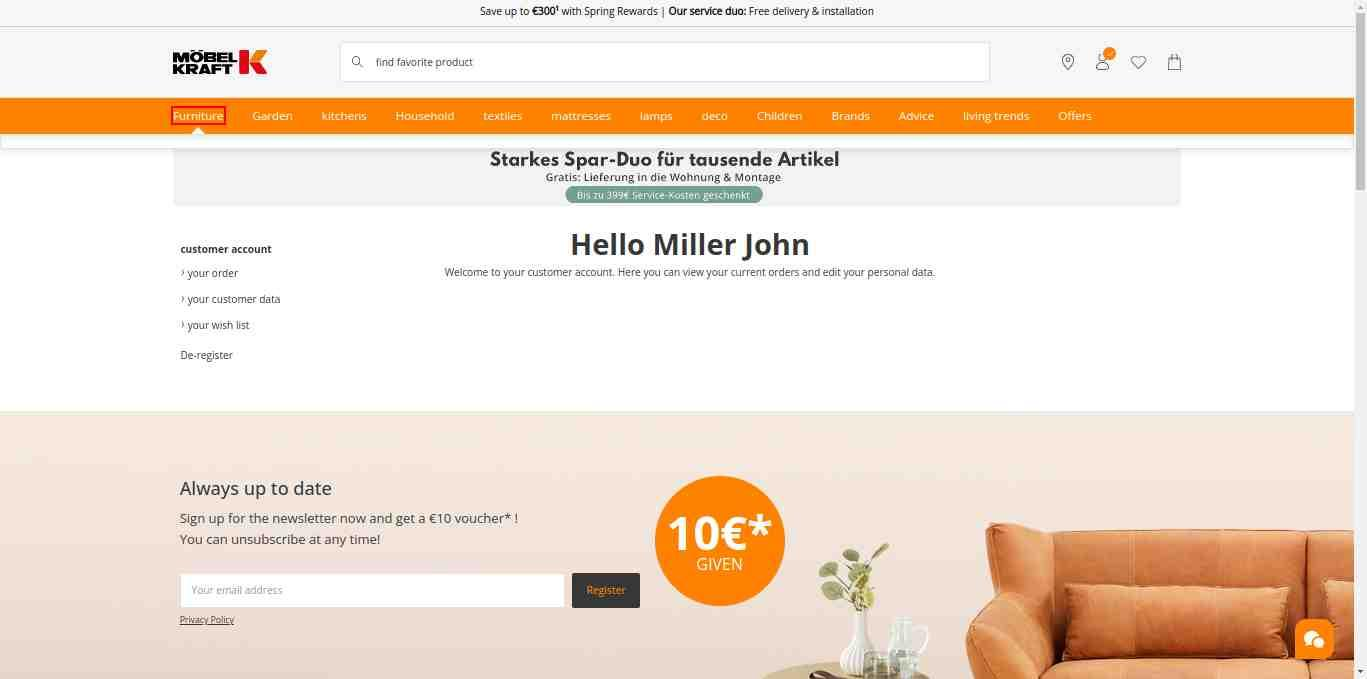 Save up to €300¹ with Spring Rewards | Our service duo: Free delivery & installation
MÖBEL KRAFT
find favorite product
Furniture Garden kitchens Household textiles mattresses lamps deco Children Brands Advice living trends Offers
Starkes Spar-Duo für tausende Artikel
Gratis: Lieferung in die Wohnung & Montage
Bis zu 399€ Service-Kosten geschenkt
customer account
› your order
› your customer data
› your wish list
De-register
Hello Miller John
Welcome to your customer account. Here you can view your current orders and edit your personal data.
Always up to date
Sign up for the newsletter now and get a €10 voucher* !
You can unsubscribe at any time!
Your email address
Register
Privacy Policy
10€*
GIVEN